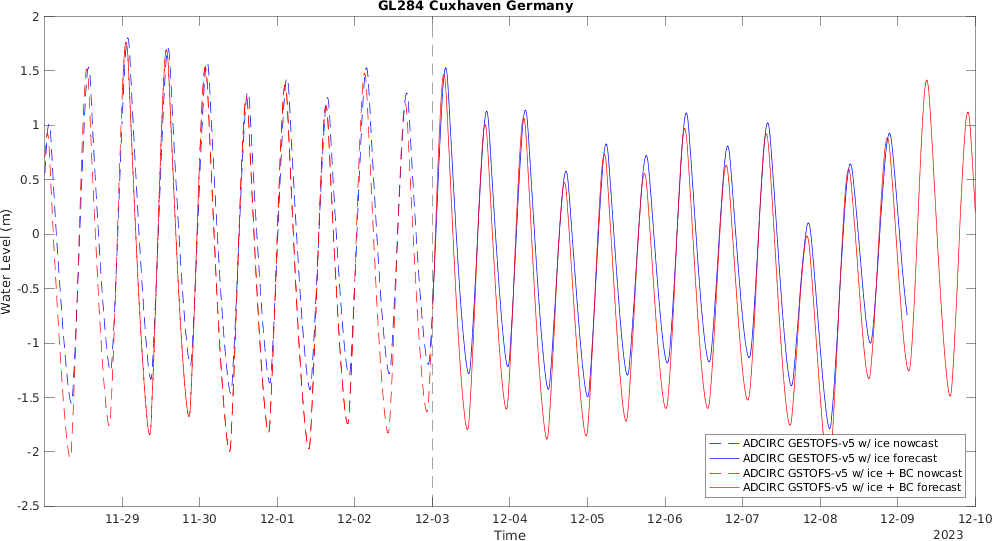 GL284 Cuxhaven Germany
Water Level (m)
2
1.5
1
0.5
0
-0.5
-1
-1.5
-2
-2.5
ADCIRC GESTOFS-v5 w/ ice nowcast
ADCIRC GESTOFS-v5 w/ ice forecast
ADCIRC GSTOFS-v5 w/ ice + BC nowcast
ADCIRC GSTOFS-v5 w/ ice + BC forecast
11-29 11-30 12-01 12-02 12-03 12-04 12-05 12-06 12-07 12-08 12-09 12-10
Time
2023